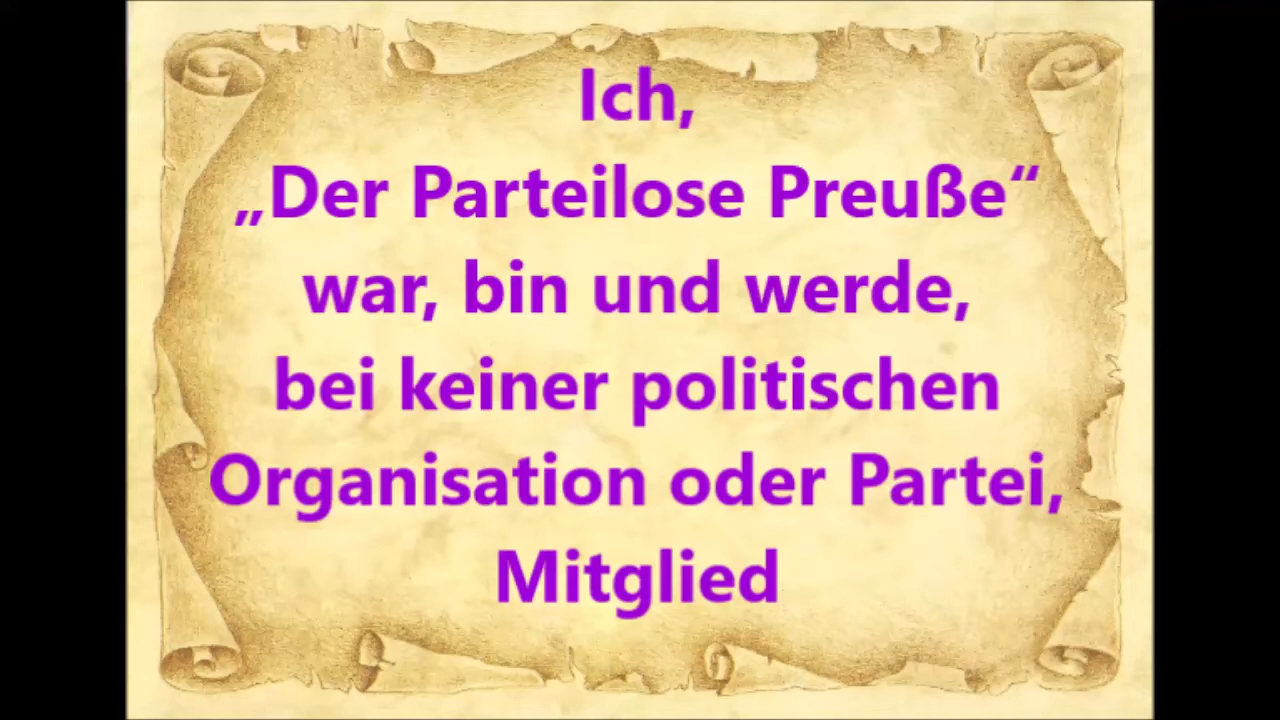 Ich,
„Der Parteilose Preuße“
war, bin und werde,
bei keiner politischen
Organisation oder Partei,
Mitglied